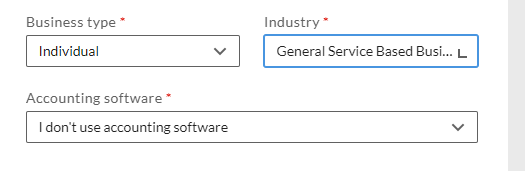 Business type * Industry *
Individual General Service Based Busi...
Accounting software *
I don't use accounting software